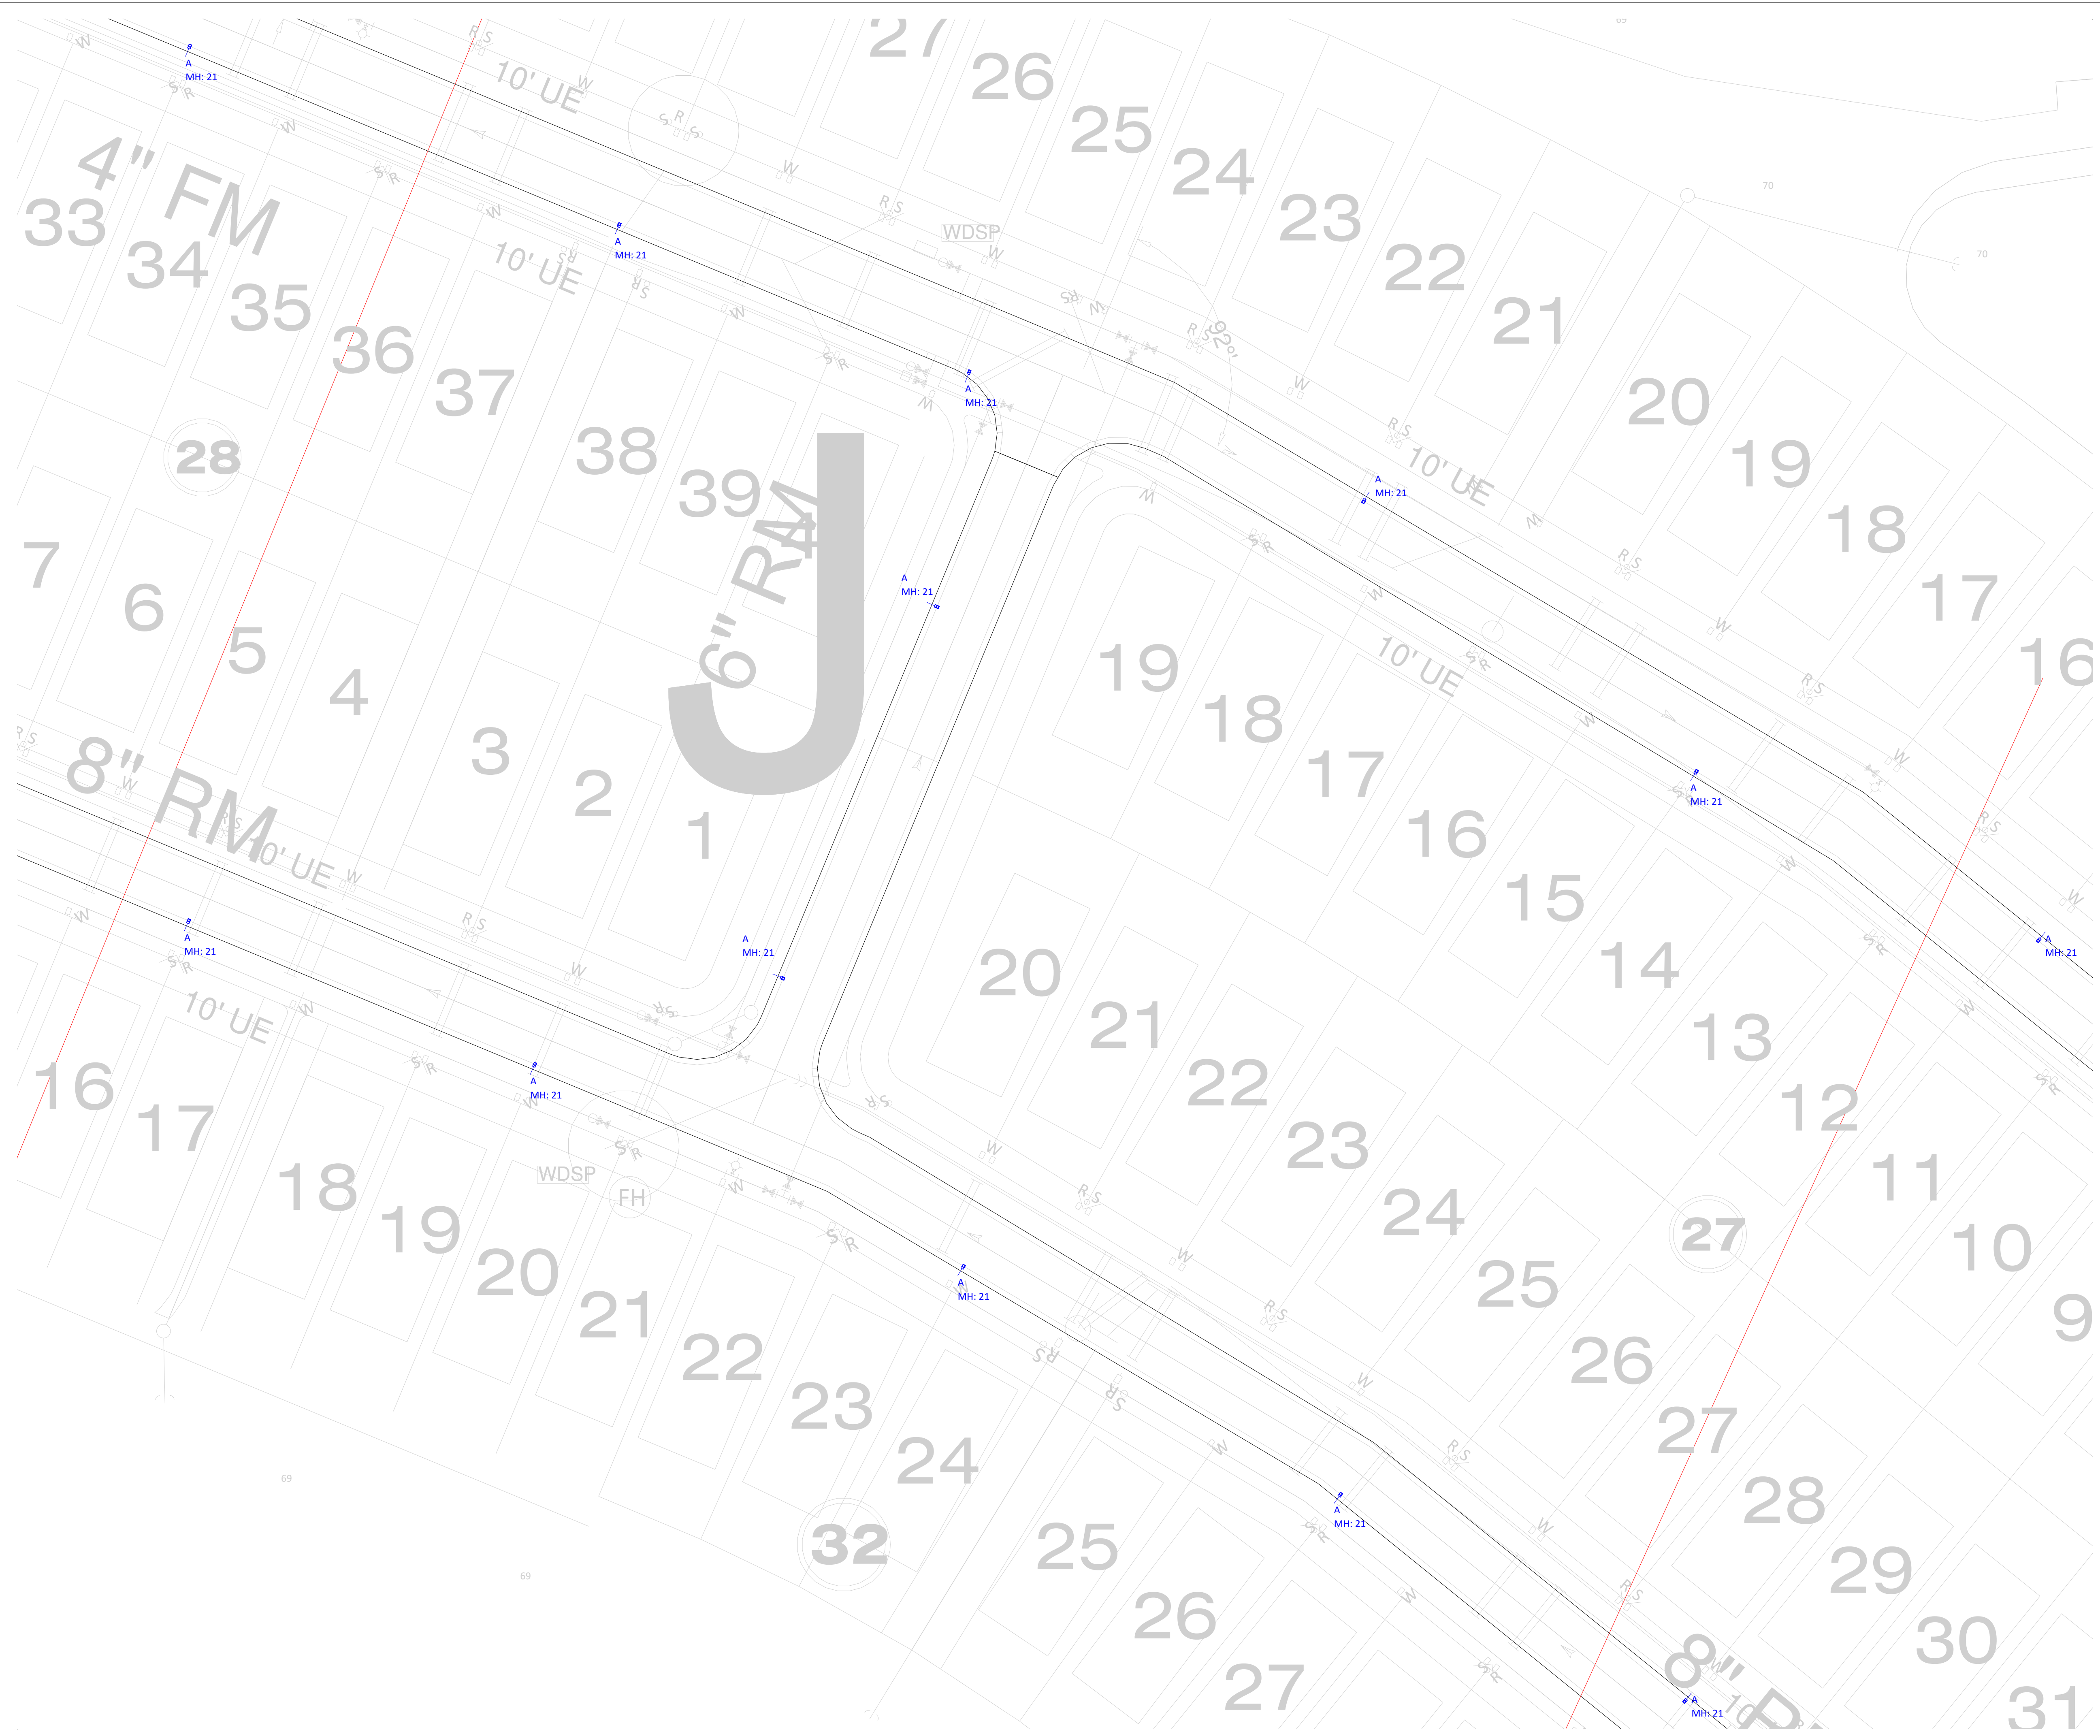 69
27
26
25
24
23
22
21
20
19
18
17
16
10' UE
WDSP
92°
70
70
A
MH: 21
A
MH: 21
A
MH: 21
A
MH: 21
A
MH: 21
A
MH: 21
A
MH: 21
4" FM
33
34
35
36
37
38
39
4
10' UE
10' UE
10' UE
28
7
6
5
4
3
2
1
J
6" RM
8" RM
10' UE
19
18
17
16
15
14
13
12
11
10
9
20
21
22
23
24
25
26
27
28
29
30
31
27
A
MH: 21
A
MH: 21
A
MH: 21
A
MH: 21
A
MH: 21
A
MH: 21
10' UE
16
17
18
19
20
21
22
23
24
25
26
27
WDSP
FH
32
69
69
8"